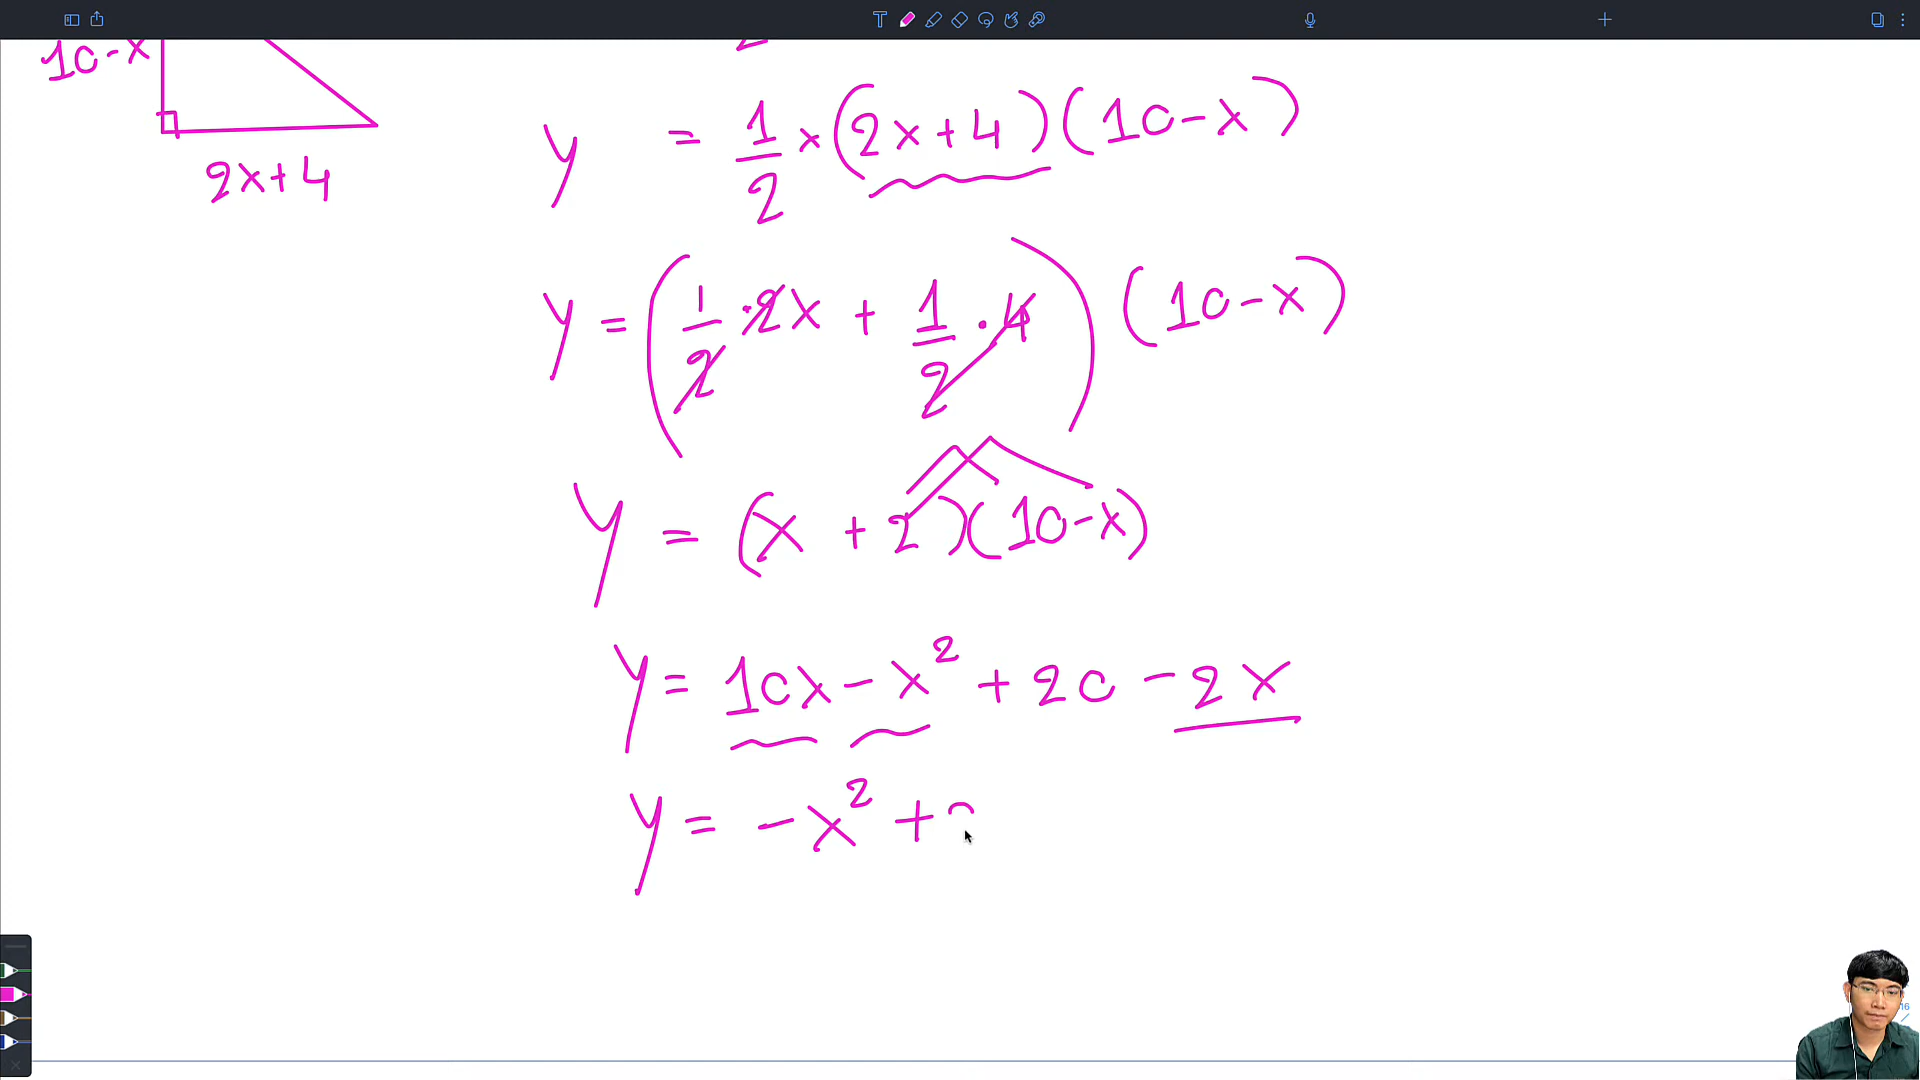 10-x
2x+4
y = 1/2 × (2x+4)(10-x)
y = (1/2 · 2x + 1/2 · 4) (10-x)
y = (x + 2)(10-x)
y = 10x - x² + 20 - 2x
y = -x² +
16